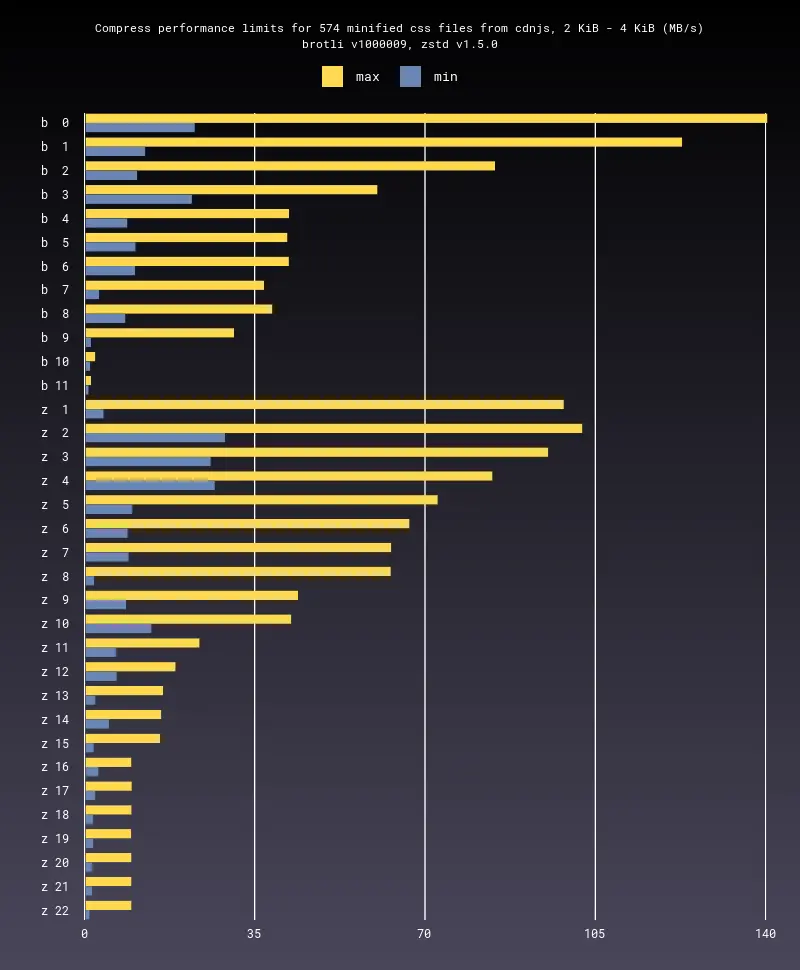 Compress performance limits for 574 minified css files from cdnjs, 2 KiB - 4 KiB (MB/s)
brotli v1000009, zstd v1.5.0
max min
b 0
b 1
b 2
b 3
b 4
b 5
b 6
b 7
b 8
b 9
b 10
b 11
z 1
z 2
z 3
z 4
z 5
z 6
z 7
z 8
z 9
z 10
z 11
z 12
z 13
z 14
z 15
z 16
z 17
z 18
z 19
z 20
z 21
z 22
0 35 70 105 140